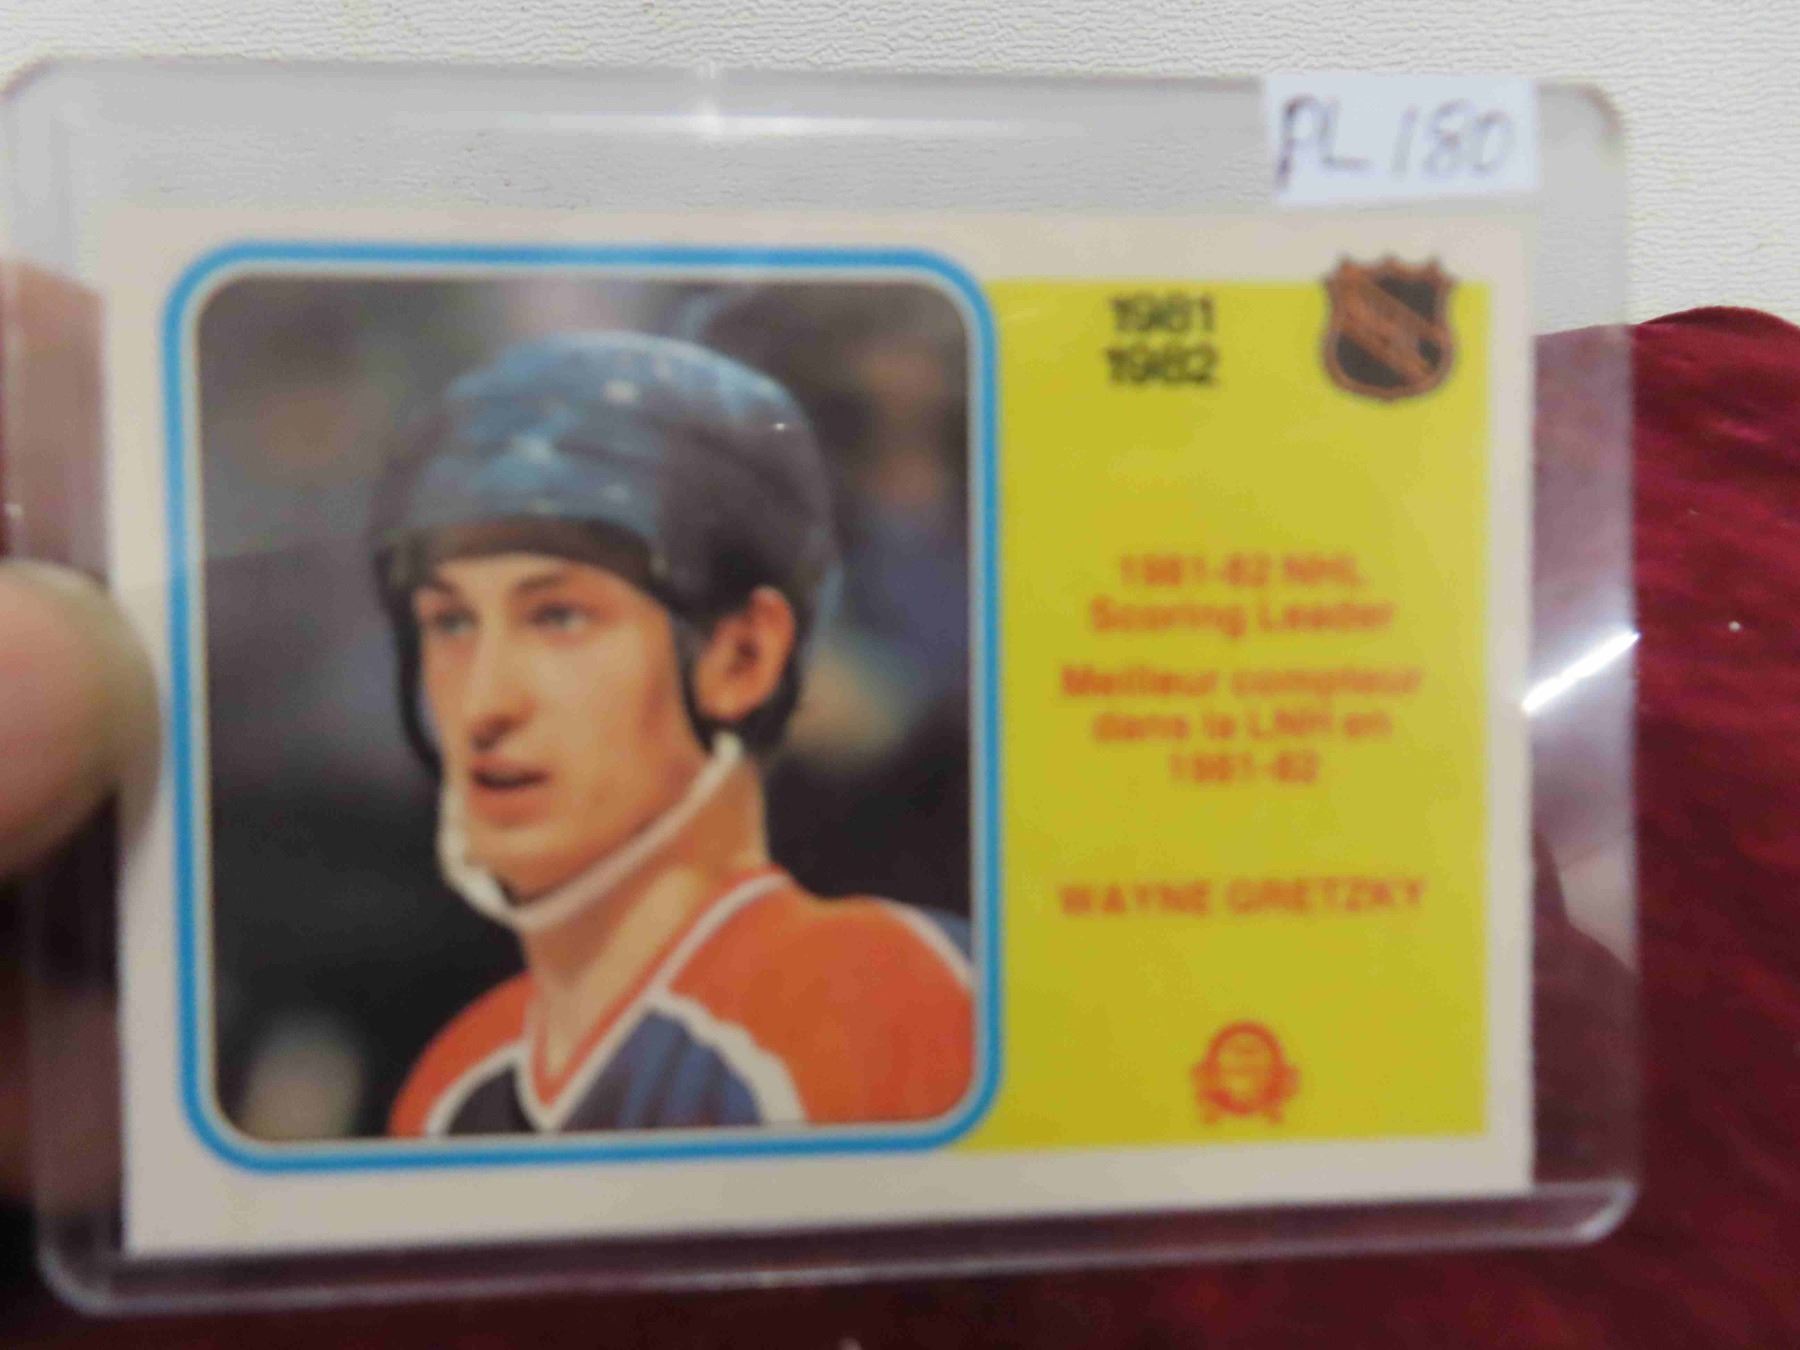 PL 180
1981
1982
1981-82 NHL
Scoring Leader
Meilleur compteur
dans la LNH en
1981-82
WAYNE GRETZKY